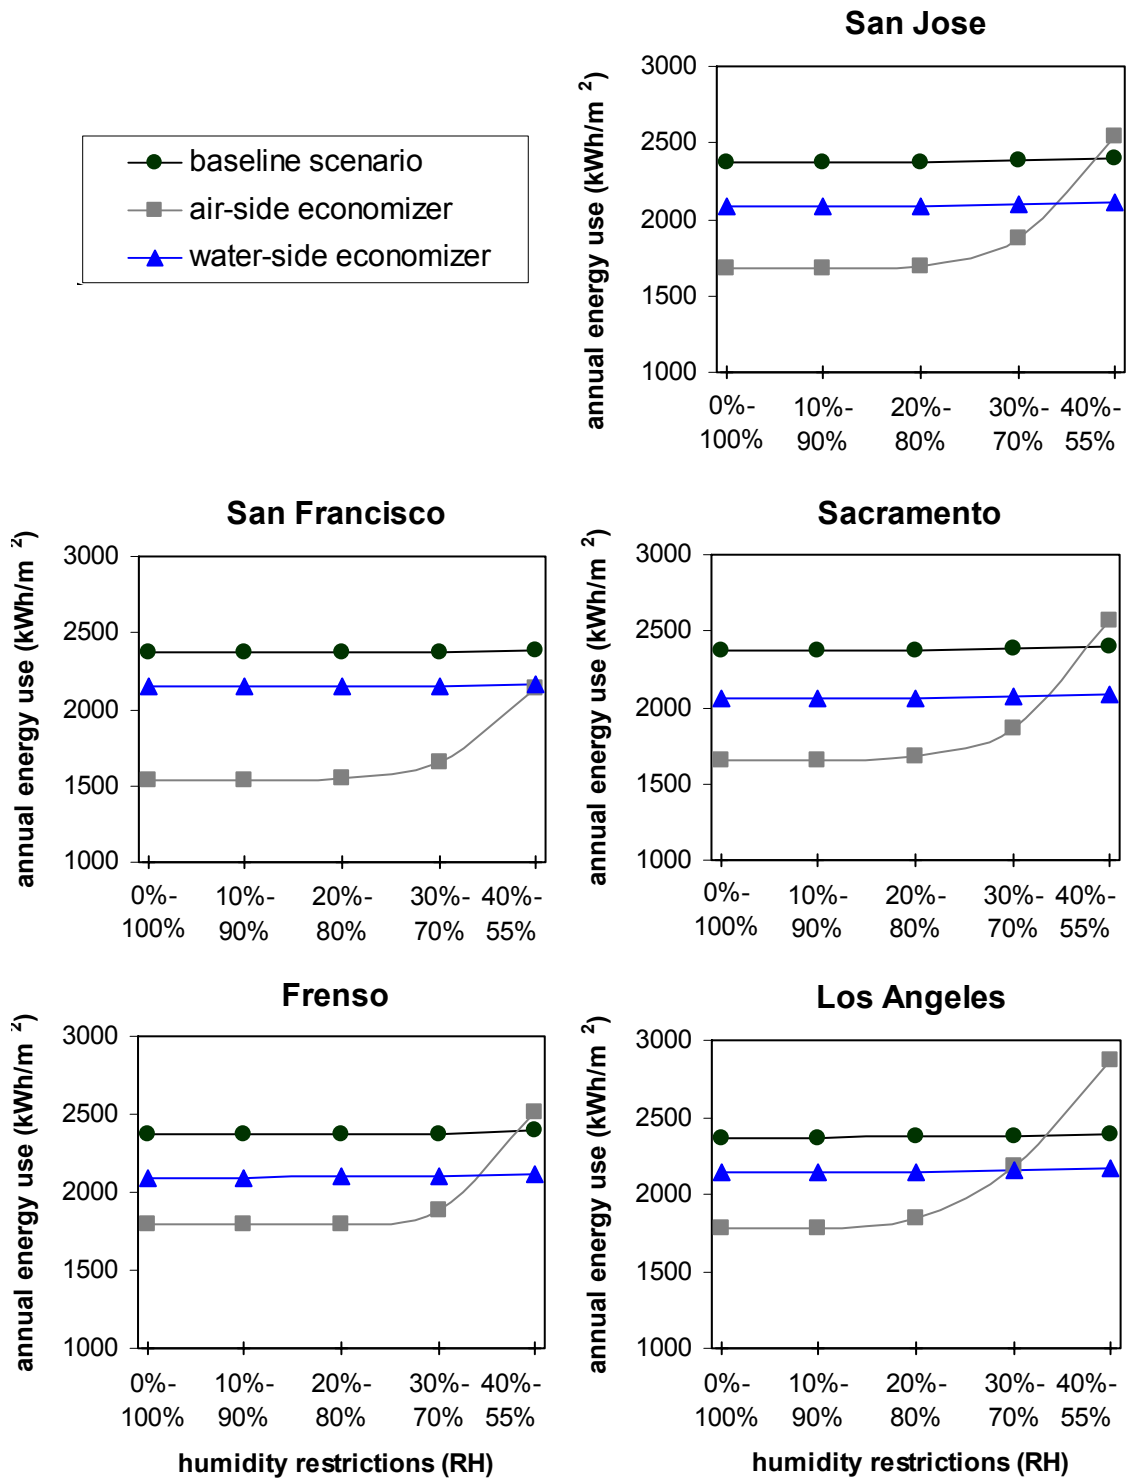 San Jose
baseline scenario
air-side economizer
water-side economizer
annual energy use (kWh/m 2)
3000
2500
2000
1500
1000
0%- 10%- 20%- 30%- 40%-
100% 90% 80% 70% 55%
San Francisco
annual energy use (kWh/m 2)
3000
2500
2000
1500
1000
0%- 10%- 20%- 30%- 40%-
100% 90% 80% 70% 55%
Sacramento
annual energy use (kWh/m 2)
3000
2500
2000
1500
1000
0%- 10%- 20%- 30%- 40%-
100% 90% 80% 70% 55%
Frenso
annual energy use (kWh/m 2)
3000
2500
2000
1500
1000
0%- 10%- 20%- 30%- 40%-
100% 90% 80% 70% 55%
humidity restrictions (RH)
Los Angeles
annual energy use (kWh/m 2)
3000
2500
2000
1500
1000
0%- 10%- 20%- 30%- 40%-
100% 90% 80% 70% 55%
humidity restrictions (RH)